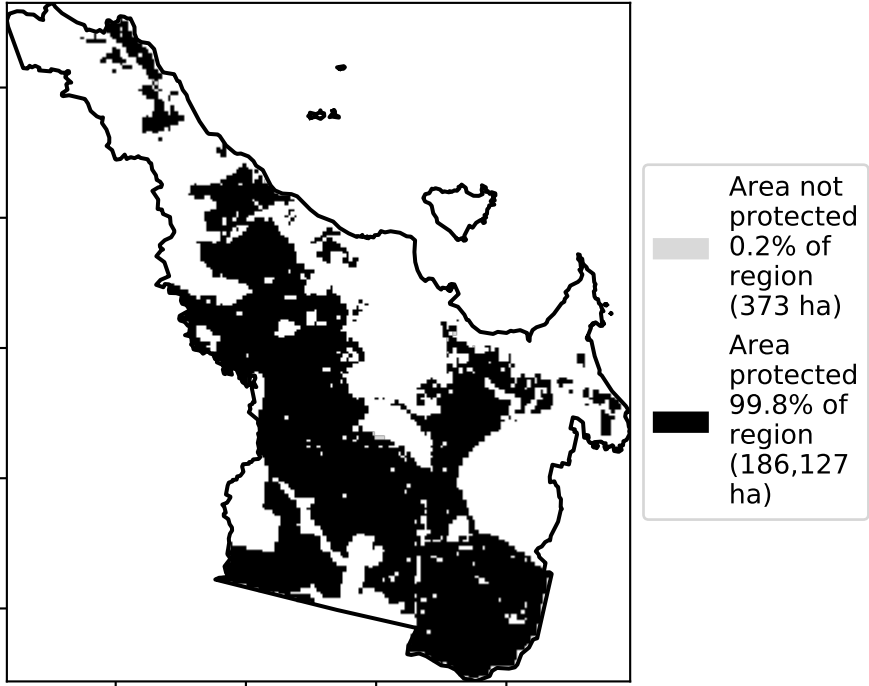 Area not
protected
0.2% of
region
(373 ha)
Area
protected
99.8% of
region
(186,127
ha)